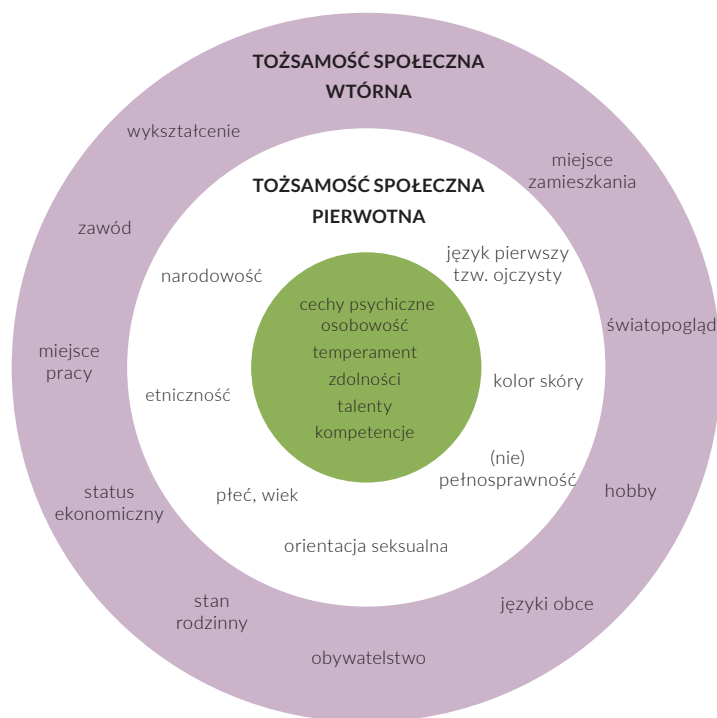 TOŻSAMOŚĆ SPOŁECZNA
WTÓRNA
wykształcenie
miejsce
zamieszkania
zawód
światopogląd
miejsce
pracy
status
ekonomiczny
hobby
stan
rodzinny
języki obce
obywatelstwo
TOŻSAMOŚĆ SPOŁECZNA
PIERWOTNA
narodowość
język pierwszy
tzw. ojczysty
etniczność
kolor skóry
płeć, wiek
(nie)
pełnosprawność
orientacja seksualna
cechy psychiczne
osobowość
temperament
zdolności
talenty
kompetencje